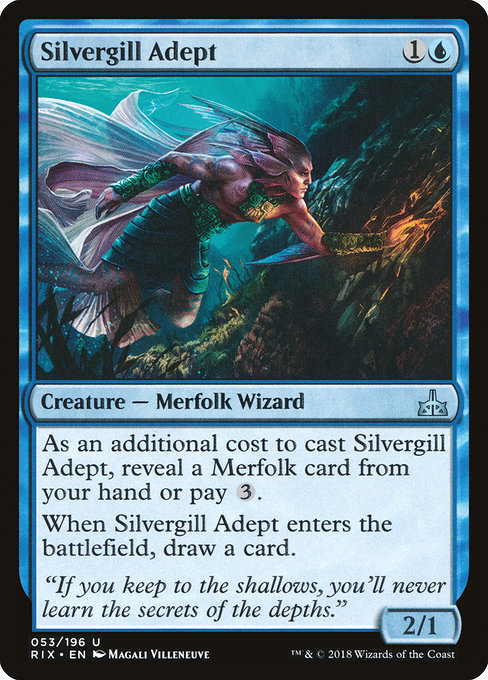 Silvergill Adept 1
Creature — Merfolk Wizard
As an additional cost to cast Silvergill
Adept, reveal a Merfolk card from
your hand or pay 3.
When Silvergill Adept enters the
battlefield, draw a card.
“If you keep to the shallows, you’ll never
learn the secrets of the depths.”
2/1
053/196 U
RIX • EN Magali Villeneuve
™ & © 2018 Wizards of the Coast